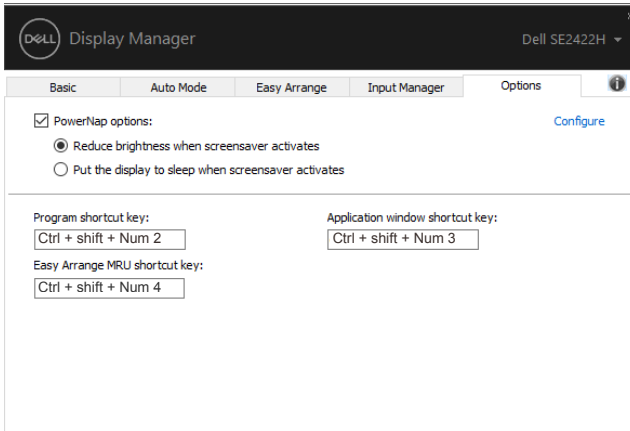 DELL Display Manager
Dell SE2422H
Basic Auto Mode Easy Arrange Input Manager Options
PowerNap options: Configure
Reduce brightness when screensaver activates
Put the display to sleep when screensaver activates
Program shortcut key: Application window shortcut key:
Ctrl + shift + Num 2 Ctrl + shift + Num 3
Easy Arrange MRU shortcut key:
Ctrl + shift + Num 4